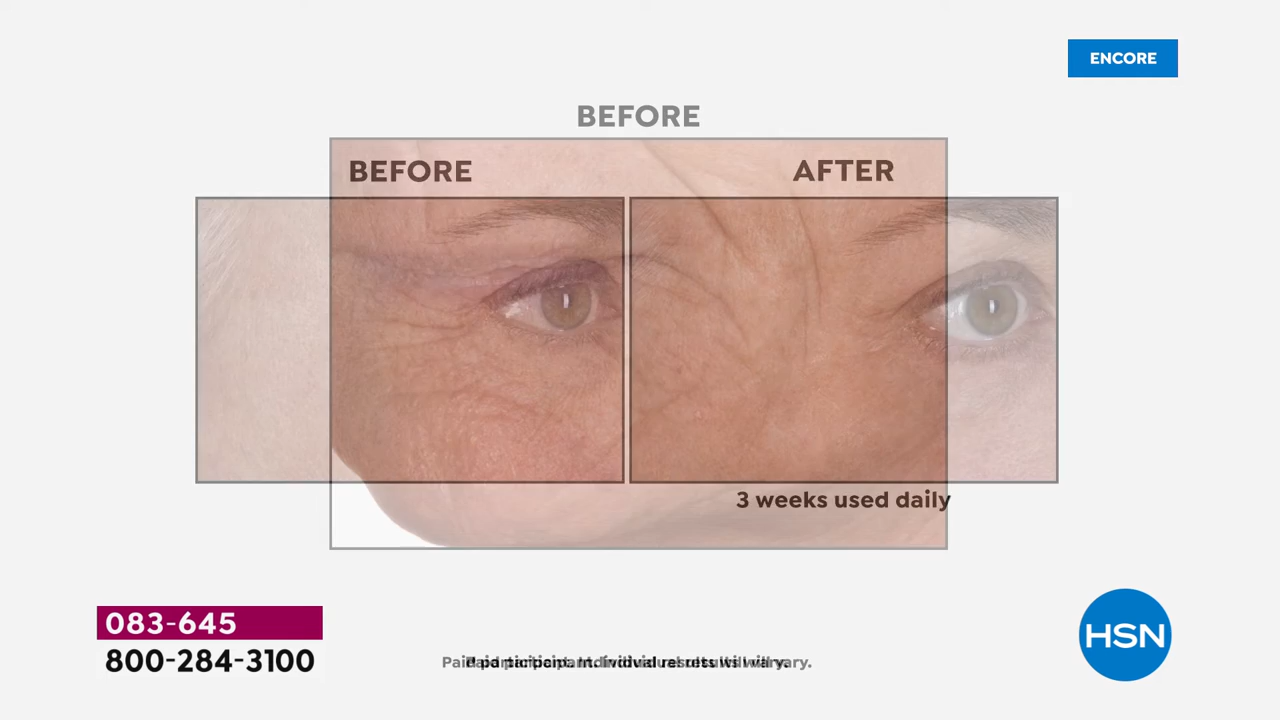 ENCORE
BEFORE
BEFORE
AFTER
3 weeks used daily
083-645
800-284-3100
HSN